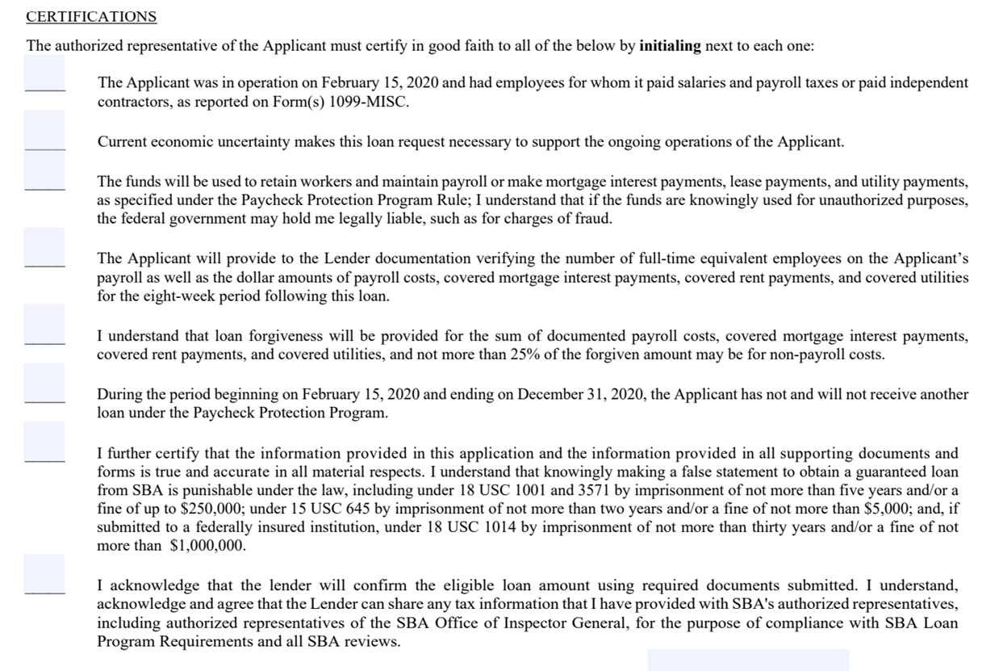 CERTIFICATIONS
The authorized representative of the Applicant must certify in good faith to all of the below by initialing next to each one:
The Applicant was in operation on February 15, 2020 and had employees for whom it paid salaries and payroll taxes or paid independent
contractors, as reported on Form(s) 1099-MISC.
Current economic uncertainty makes this loan request necessary to support the ongoing operations of the Applicant.
The funds will be used to retain workers and maintain payroll or make mortgage interest payments, lease payments, and utility payments,
as specified under the Paycheck Protection Program Rule; I understand that if the funds are knowingly used for unauthorized purposes,
the federal government may hold me legally liable, such as for charges of fraud.
The Applicant will provide to the Lender documentation verifying the number of full-time equivalent employees on the Applicant’s
payroll as well as the dollar amounts of payroll costs, covered mortgage interest payments, covered rent payments, and covered utilities
for the eight-week period following this loan.
I understand that loan forgiveness will be provided for the sum of documented payroll costs, covered mortgage interest payments,
covered rent payments, and covered utilities, and not more than 25% of the forgiven amount may be for non-payroll costs.
During the period beginning on February 15, 2020 and ending on December 31, 2020, the Applicant has not and will not receive another
loan under the Paycheck Protection Program.
I further certify that the information provided in this application and the information provided in all supporting documents and
forms is true and accurate in all material respects. I understand that knowingly making a false statement to obtain a guaranteed loan
from SBA is punishable under the law, including under 18 USC 1001 and 3571 by imprisonment of not more than five years and/or a
fine of up to $250,000; under 15 USC 645 by imprisonment of not more than two years and/or a fine of not more than $5,000; and, if
submitted to a federally insured institution, under 18 USC 1014 by imprisonment of not more than thirty years and/or a fine of not
more than $1,000,000.
I acknowledge that the lender will confirm the eligible loan amount using required documents submitted. I understand,
acknowledge and agree that the Lender can share any tax information that I have provided with SBA's authorized representatives,
including authorized representatives of the SBA Office of Inspector General, for the purpose of compliance with SBA Loan
Program Requirements and all SBA reviews.